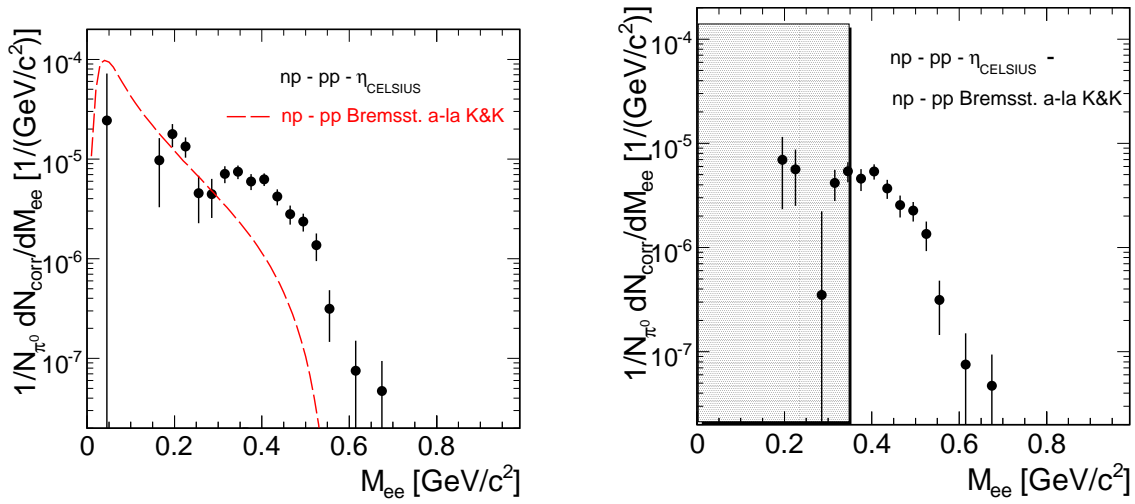 1/N_π⁰ dN_corr/dM_ee [1/(GeV/c²)]
10⁻⁴
10⁻⁵
10⁻⁶
10⁻⁷
np - pp - η_CELSIUS
np - pp Bremsst. a-la K&K
0 0.2 0.4 0.6 0.8
M_ee [GeV/c²]
1/N_π⁰ dN_corr/dM_ee [1/(GeV/c²)]
10⁻⁴
10⁻⁵
10⁻⁶
10⁻⁷
np - pp - η_CELSIUS -
np - pp Bremsst. a-la K&K
0 0.2 0.4 0.6 0.8
M_ee [GeV/c²]